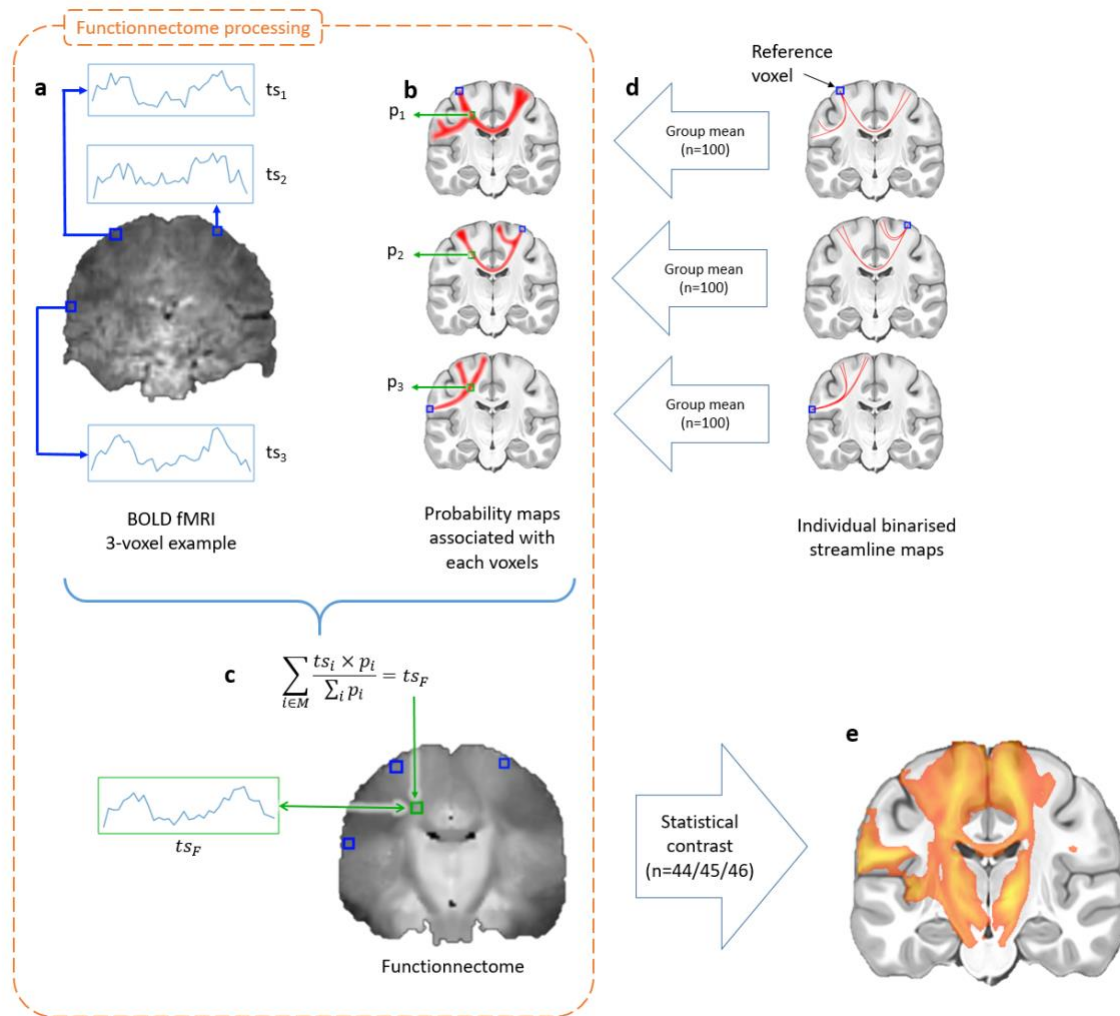 Functionnectome processing
a
ts1
ts2
ts3
BOLD fMRI
3-voxel example
b
p1
p2
p3
Probability maps
associated with
each voxels
d
Reference
voxel
Group mean
(n=100)
Group mean
(n=100)
Group mean
(n=100)
Individual binarised
streamline maps
c
∑i∈M (tsi × pi) / (∑i pi) = tsF
tsF
Functionnectome
Statistical
contrast
(n=44/45/46)
e